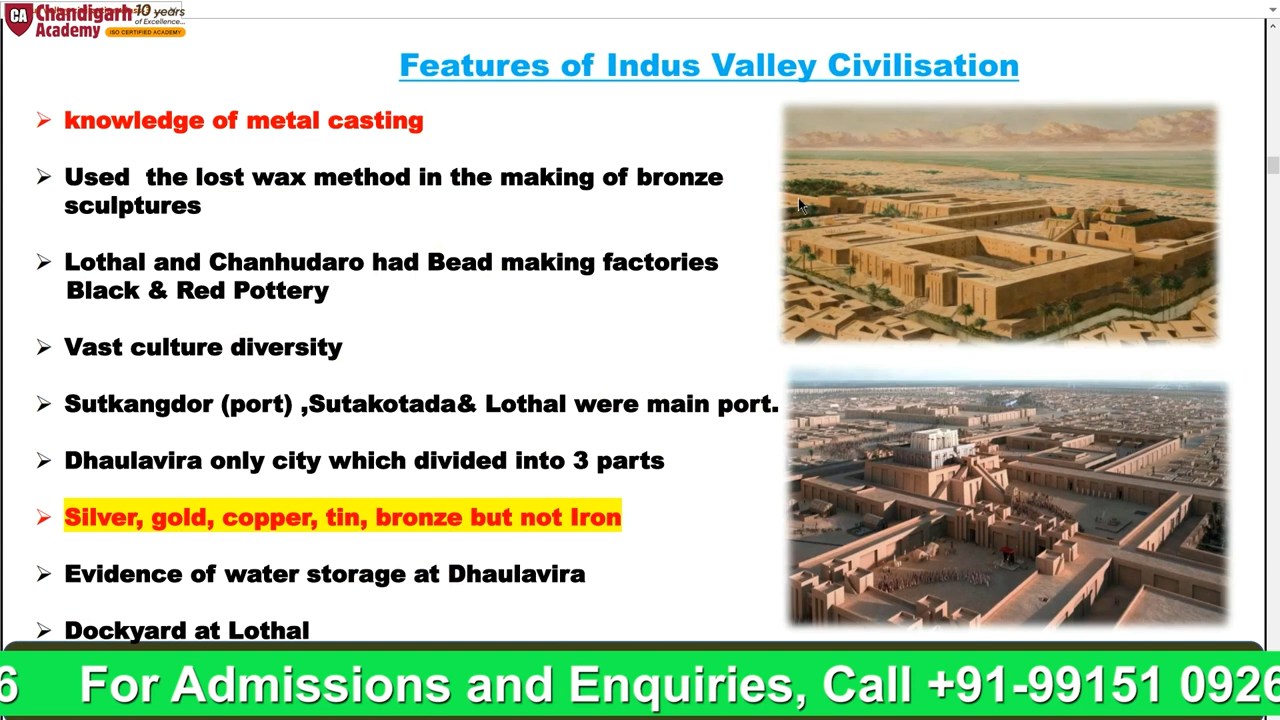 CA Chandigarh Academy
10 years
of Excellence...
ISO CERTIFIED ACADEMY
Features of Indus Valley Civilisation
➢ knowledge of metal casting
➢ Used the lost wax method in the making of bronze
sculptures
➢ Lothal and Chanhudaro had Bead making factories
Black & Red Pottery
➢ Vast culture diversity
➢ Sutkangdor (port) ,Sutakotada& Lothal were main port.
➢ Dhaulavira only city which divided into 3 parts
➢ Silver, gold, copper, tin, bronze but not Iron
➢ Evidence of water storage at Dhaulavira
➢ Dockyard at Lothal
6 For Admissions and Enquiries, Call +91-99151 0926